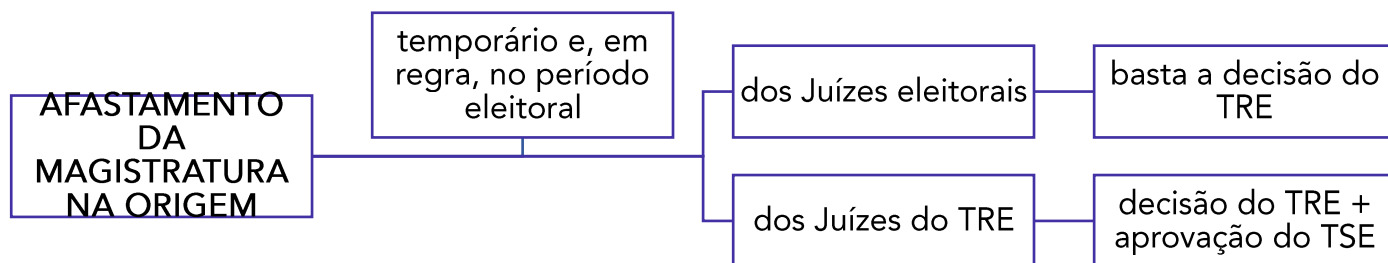 AFASTAMENTO
DA
MAGISTRATURA
NA ORIGEM
temporário e, em
regra, no período
eleitoral
dos Juízes eleitorais
basta a decisão do
TRE
dos Juízes do TRE
decisão do TRE +
aprovação do TSE